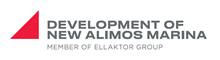 DEVELOPMENT OF
NEW ALIMOS MARINA
MEMBER OF ELLAKTOR GROUP